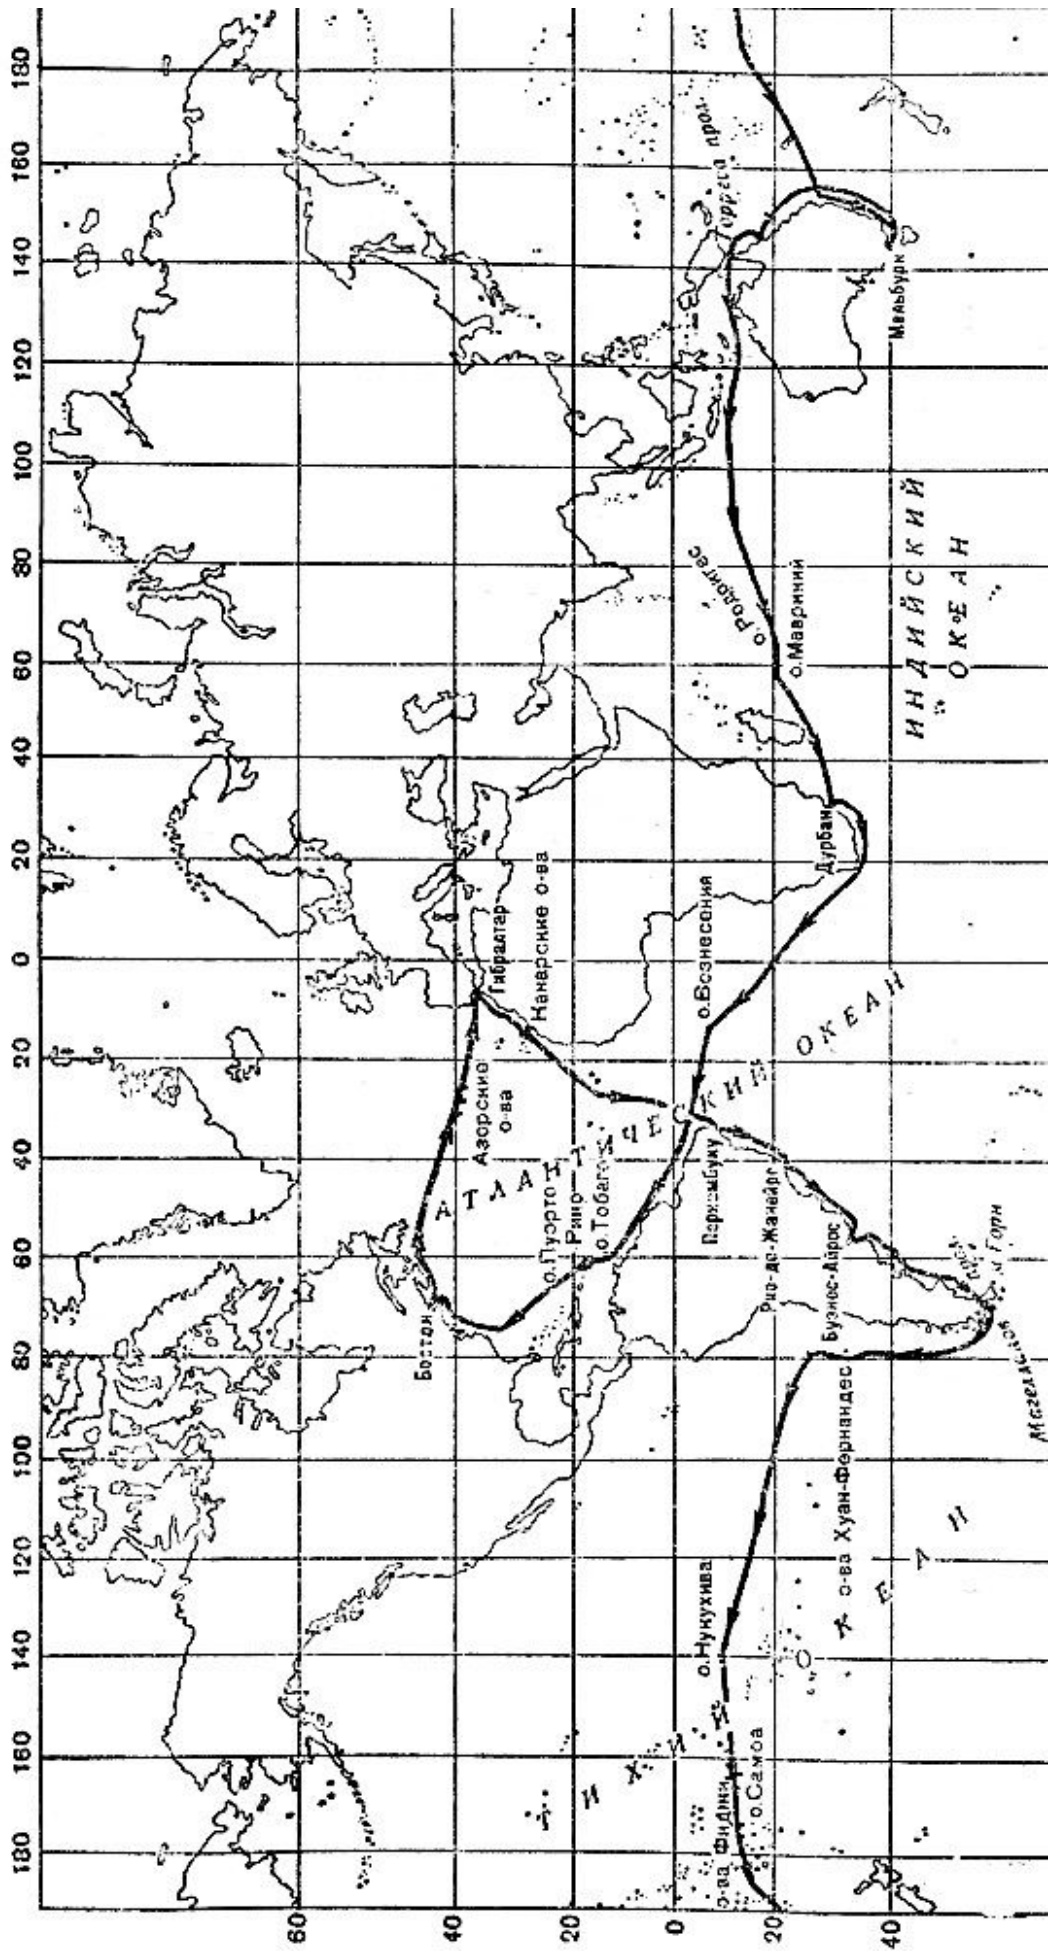 180 160 140 120 100 80 60 40 20 0 20 40 60 80 100 120 140 160 180
60
40
20
0
20
40
Бостон
Азорские
о-ва
Гибралтар
Канарские о-ва
АТЛАНТИЧЕСКИЙ ОКЕАН
о.Пуэрто
Рико
о.Тобаго
Пернамбуку
Рио-де-Жанейро
Буэнос-Айрес
м Горн
Магелланов
прол
о-ва Хуан-Фернандес
о.Нукухива
о.Самоа
о-ва Фиджи
ТИХИЙ
ОКЕАН
о.Вознесения
Дурбан
о.Маврикий
о.Родригес
ИНДИЙСКИЙ
ОКЕАН
Торресов прол
Мельбурн